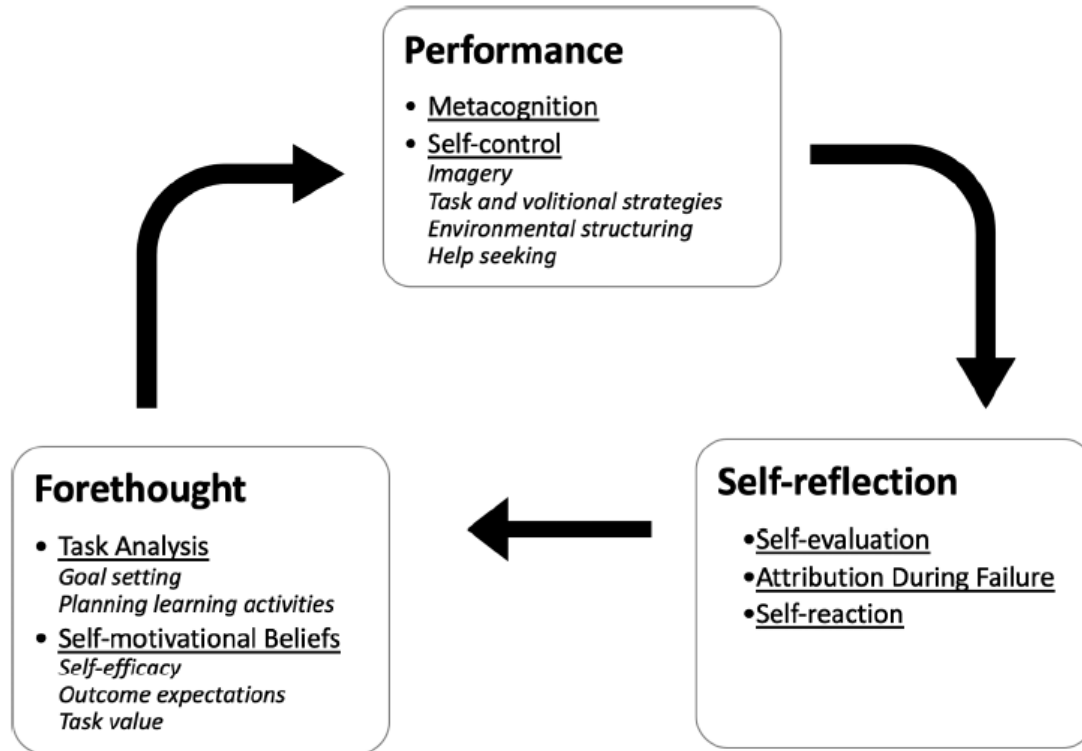 Performance
• Metacognition
• Self-control
Imagery
Task and volitional strategies
Environmental structuring
Help seeking
Forethought
• Task Analysis
Goal setting
Planning learning activities
• Self-motivational Beliefs
Self-efficacy
Outcome expectations
Task value
Self-reflection
•Self-evaluation
•Attribution During Failure
•Self-reaction